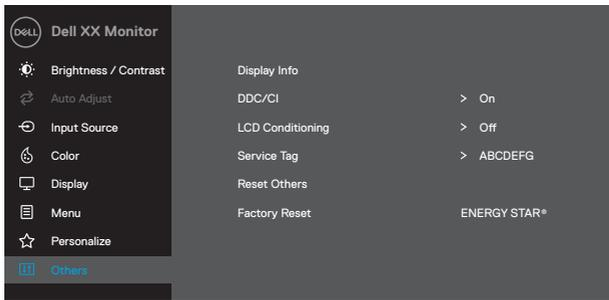 DELL Dell XX Monitor
Brightness / Contrast Display Info
Auto Adjust DDC/CI > On
Input Source LCD Conditioning > Off
Color Service Tag > ABCDEFG
Display Reset Others
Menu Factory Reset ENERGY STAR®
Personalize
Others